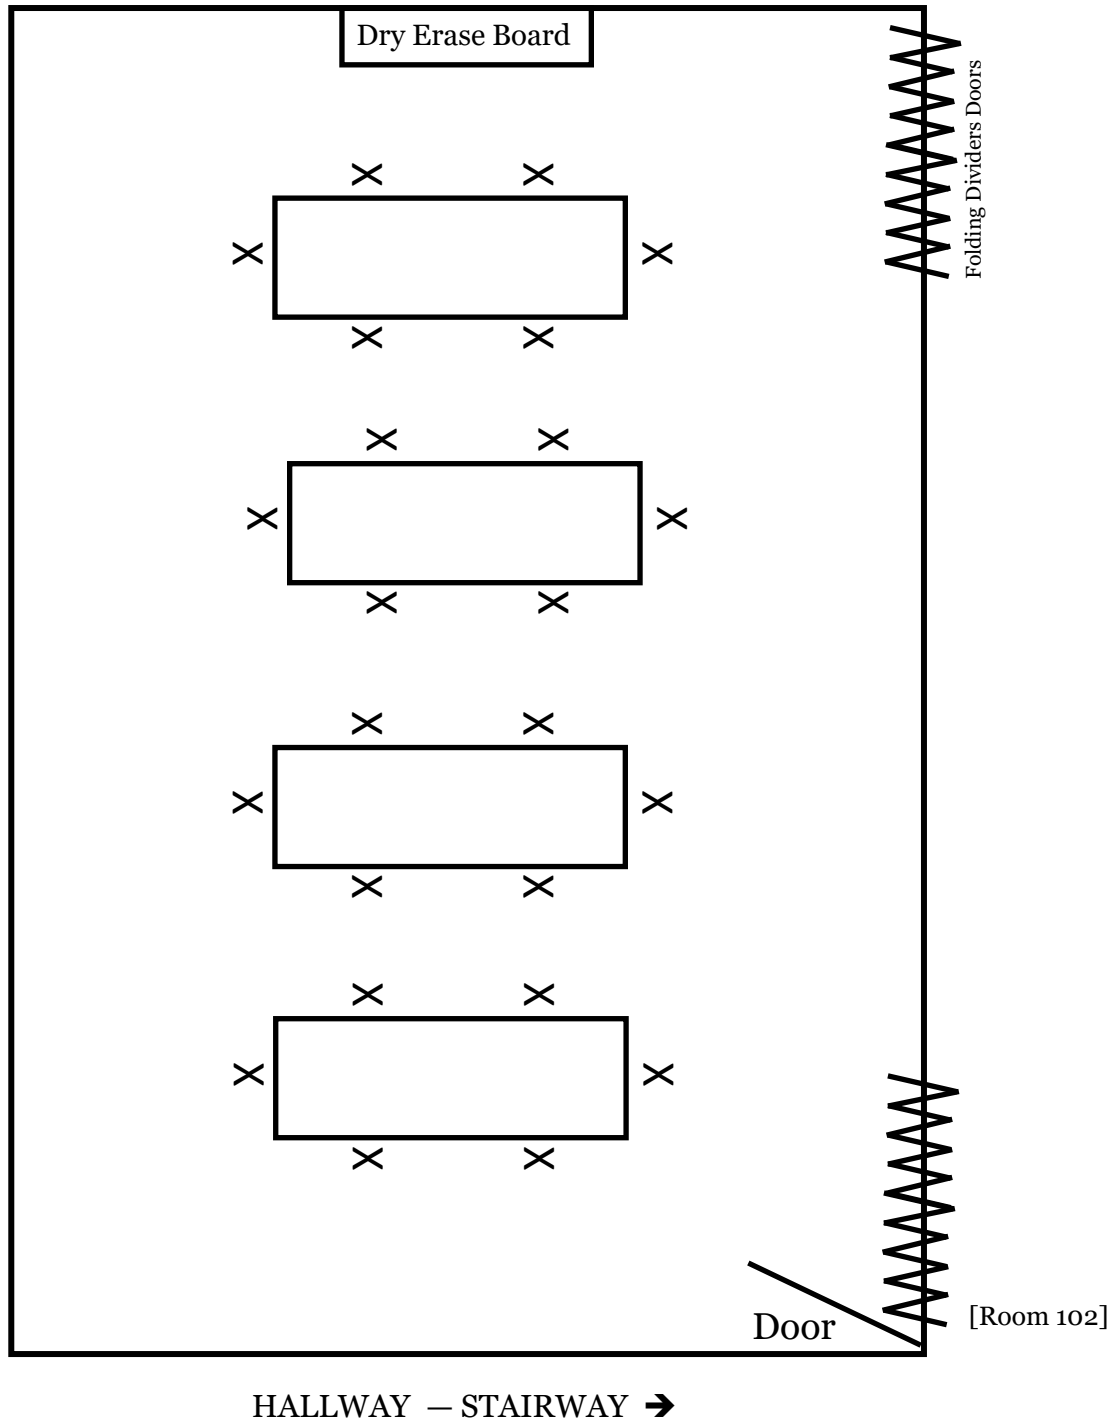 Dry Erase Board
Folding Dividers Doors
X X
X X
X X
X X
X X
X X
X X
X X
X X
X X
X X
X X
Door
[Room 102]
HALLWAY — STAIRWAY ➔